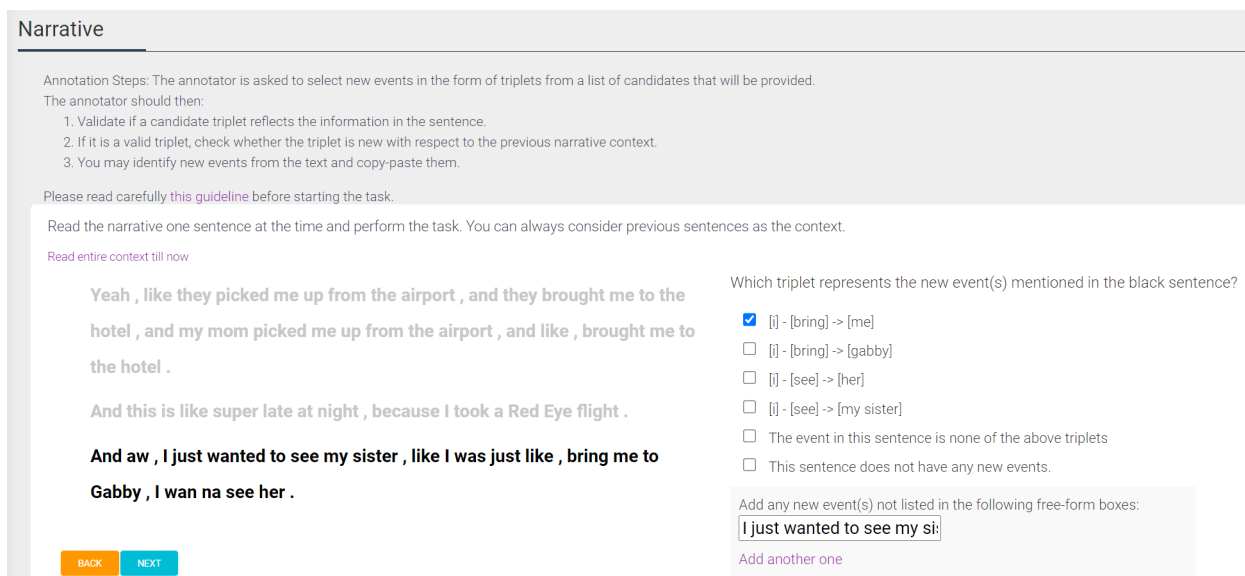 Narrative
Annotation Steps: The annotator is asked to select new events in the form of triplets from a list of candidates that will be provided.
The annotator should then:
1. Validate if a candidate triplet reflects the information in the sentence.
2. If it is a valid triplet, check whether the triplet is new with respect to the previous narrative context.
3. You may identify new events from the text and copy-paste them.
Please read carefully this guideline before starting the task.
Read the narrative one sentence at the time and perform the task. You can always consider previous sentences as the context.
Read entire context till now
Yeah , like they picked me up from the airport , and they brought me to the
hotel , and my mom picked me up from the airport , and like , brought me to
the hotel .
And this is like super late at night , because I took a Red Eye flight .
And aw , I just wanted to see my sister , like I was just like , bring me to
Gabby , I wan na see her .
BACK
NEXT
Which triplet represents the new event(s) mentioned in the black sentence?
[i] - [bring] -> [me]
[i] - [bring] -> [gabby]
[i] - [see] -> [her]
[i] - [see] -> [my sister]
The event in this sentence is none of the above triplets
This sentence does not have any new events.
Add any new event(s) not listed in the following free-form boxes:
I just wanted to see my si
Add another one